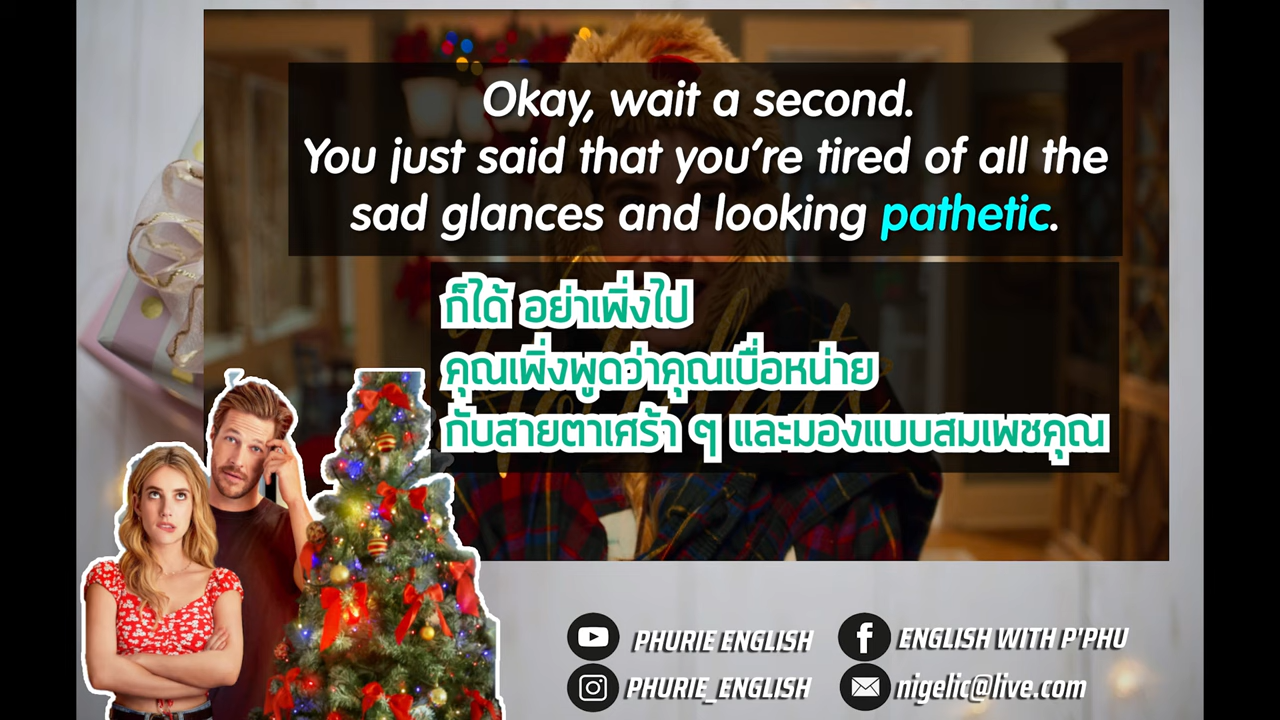 Okay, wait a second.
You just said that you're tired of all the
sad glances and looking pathetic.
ก็ได้ อย่าเพิ่งไป
คุณเพิ่งพูดว่าคุณเบื่อหน่าย
กับสายตาเศร้า ๆ และมองแบบสมเพชคุณ
PHURIE ENGLISH
ENGLISH WITH P'PHU
PHURIE_ENGLISH
nigelic@live.com